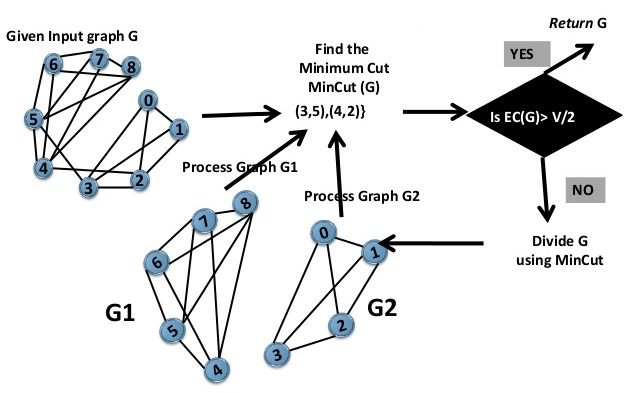 Given Input graph G
6
7
8
5
4
0
1
3
2
Find the
Minimum Cut
MinCut (G)
(3,5),(4,2)}
Return G
YES
Is EC(G)> V/2
NO
Divide G
using MinCut
Process Graph G1
Process Graph G2
G1
7
8
6
5
4
G2
0
1
2
3